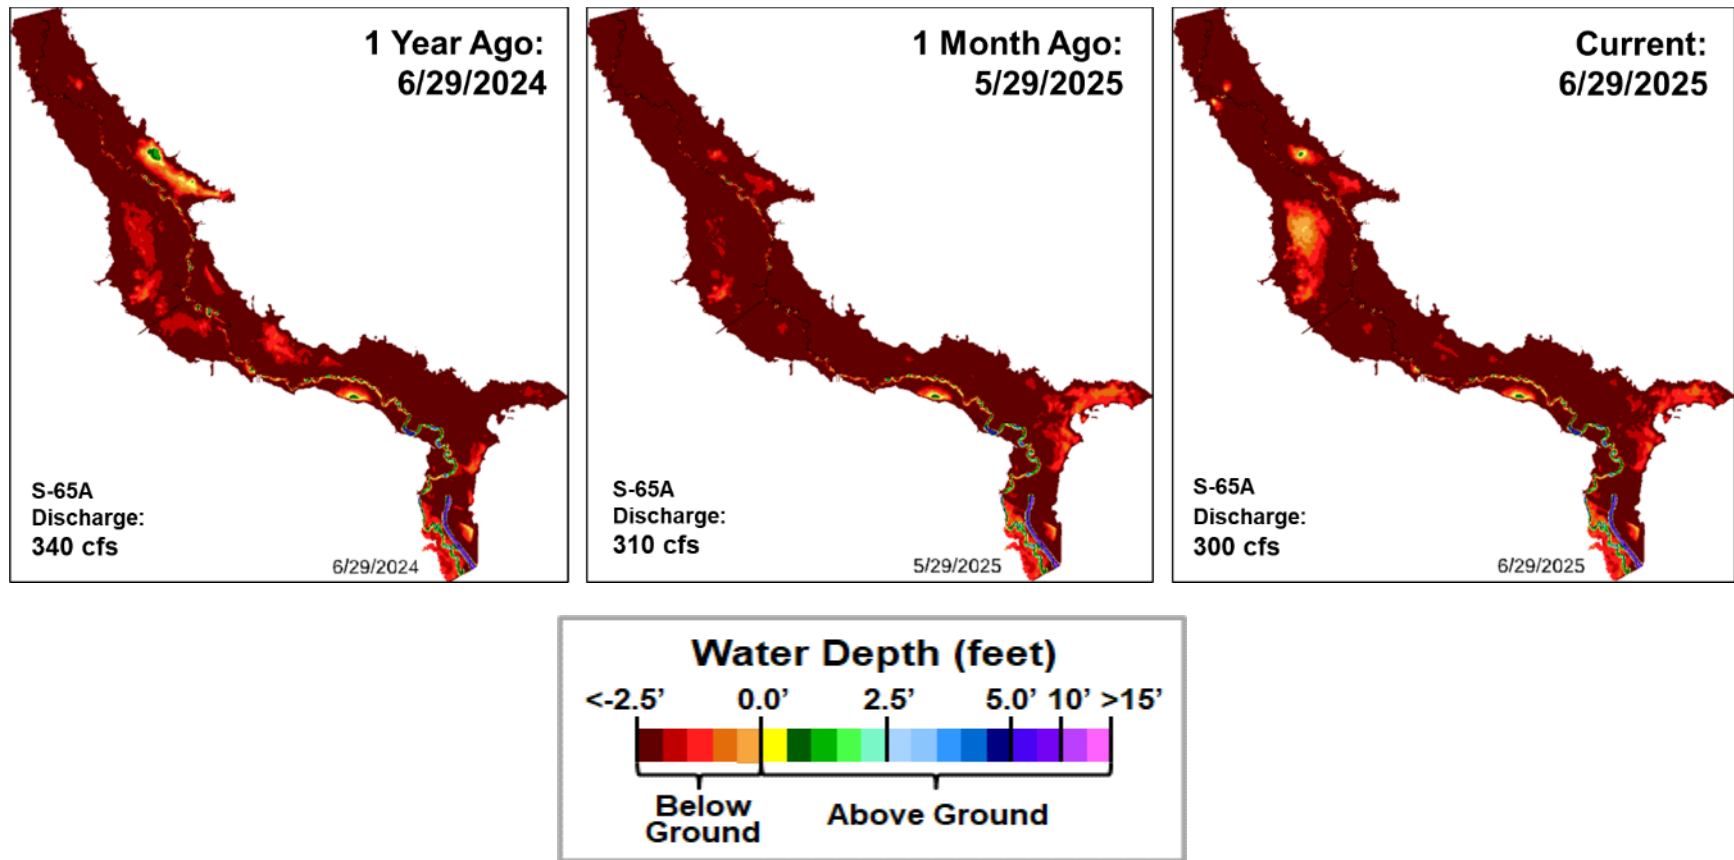 1 Year Ago:
6/29/2024
S-65A
Discharge:
340 cfs
6/29/2024
1 Month Ago:
5/29/2025
S-65A
Discharge:
310 cfs
5/29/2025
Current:
6/29/2025
S-65A
Discharge:
300 cfs
6/29/2025
Water Depth (feet)
<-2.5’ 0.0’ 2.5’ 5.0’ 10’ >15’
Below
Ground
Above Ground